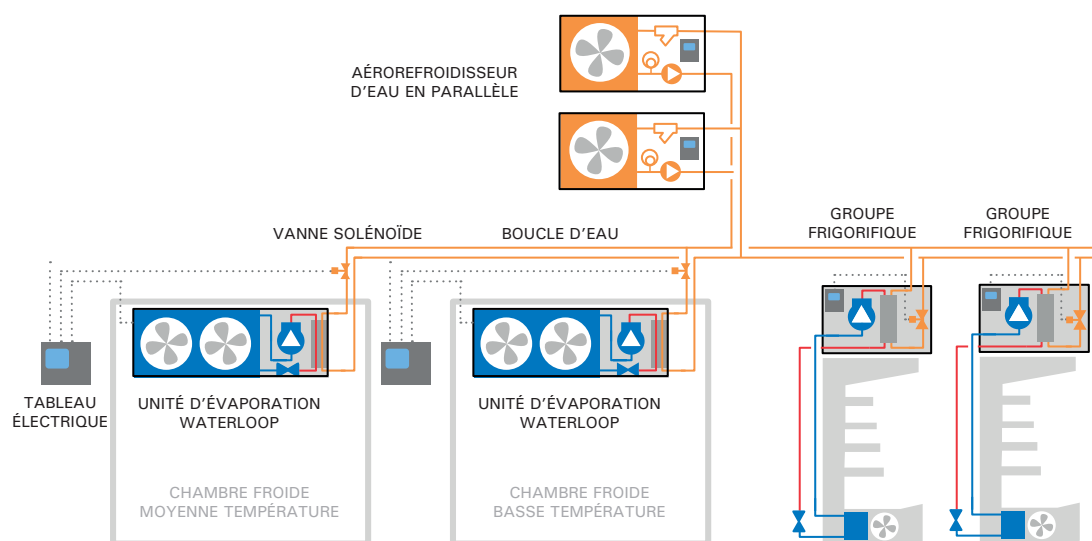 AÉROREFROIDISSEUR
D'EAU EN PARALLÈLE
VANNE SOLÉNOÏDE
BOUCLE D'EAU
GROUPE
FRIGORIFIQUE
GROUPE
FRIGORIFIQUE
TABLEAU
ÉLECTRIQUE
UNITÉ D'ÉVAPORATION
WATERLOOP
UNITÉ D'ÉVAPORATION
WATERLOOP
CHAMBRE FROIDE
MOYENNE TEMPÉRATURE
CHAMBRE FROIDE
BASSE TEMPÉRATURE